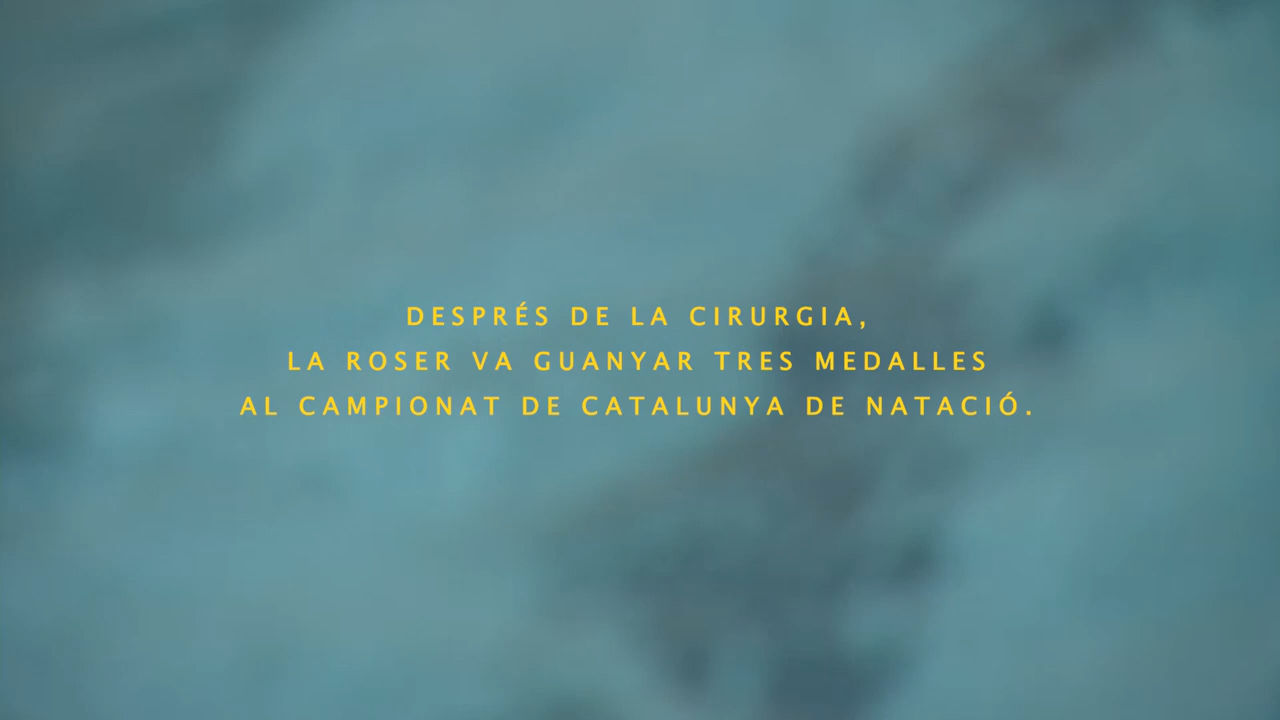 DESPRÉS DE LA CIRURGIA,
LA ROSER VA GUANYAR TRES MEDALLES
AL CAMPIONAT DE CATALUNYA DE NATACIÓ.